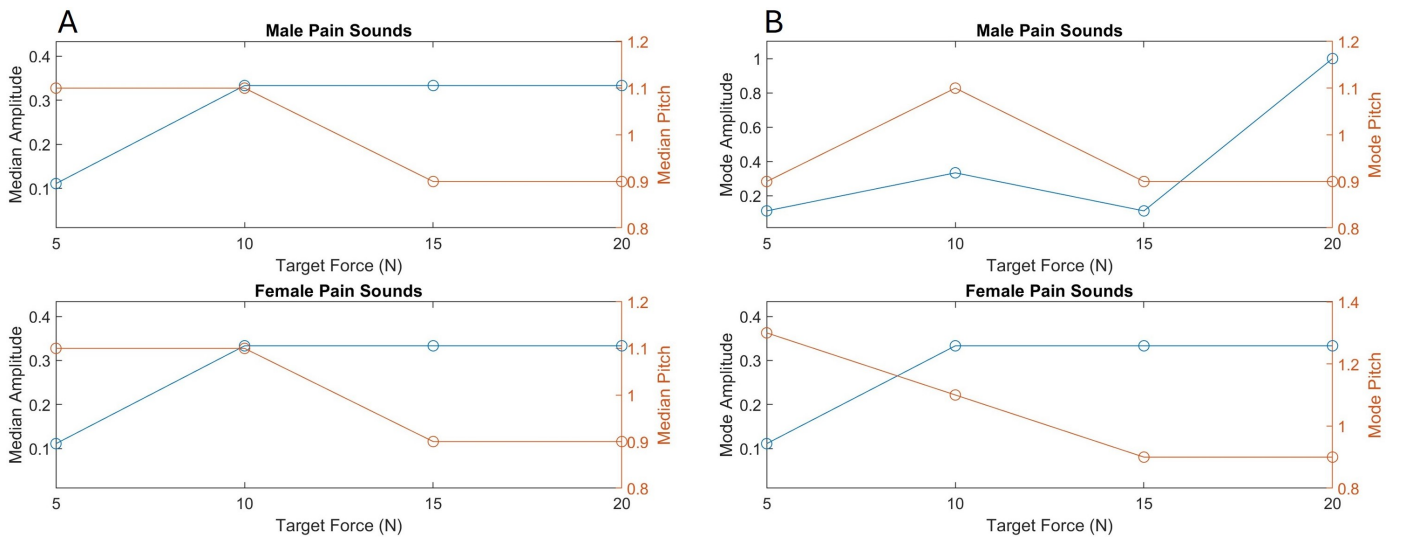 A
Male Pain Sounds
Median Amplitude
0.4
0.3
0.2
0.1
1.2
1.1
1
0.9
0.8
Median Pitch
5 10 15 20
Target Force (N)
Female Pain Sounds
Median Amplitude
0.4
0.3
0.2
0.1
1.2
1.1
1
0.9
0.8
Median Pitch
5 10 15 20
Target Force (N)
B
Male Pain Sounds
Mode Amplitude
1
0.8
0.6
0.4
0.2
1.2
1.1
1
0.9
0.8
Mode Pitch
5 10 15 20
Target Force (N)
Female Pain Sounds
Mode Amplitude
0.4
0.3
0.2
0.1
1.4
1.2
1
0.8
Mode Pitch
5 10 15 20
Target Force (N)